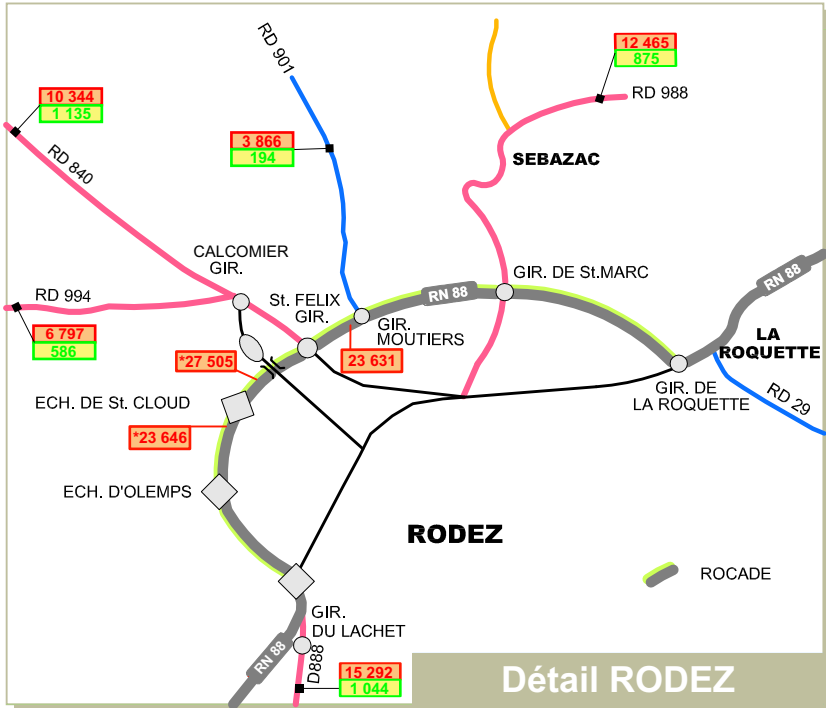 RD 901
12 465
875
RD 988
10 344
1 135
3 866
194
RD 840
SEBAZAC
CALCOMIER
GIR.
GIR. DE St.MARC
RN 88
RD 994
St. FELIX
GIR.
RN 88
GIR.
MOUTIERS
LA
ROQUETTE
6 797
586
*27 505
23 631
GIR. DE
LA ROQUETTE
RD 29
ECH. DE St. CLOUD
*23 646
ECH. D'OLEMPS
RODEZ
ROCADE
GIR.
DU LACHET
RN 88
D888
15 292
1 044
Détail RODEZ